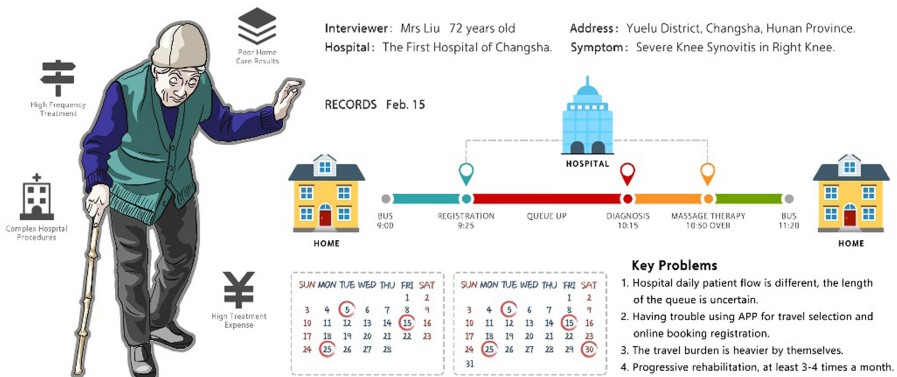 Poor Home
Care Results
High Frequency
Treatment
Complex Hospital
Procedures
High Treatment
Expense
Interviewer: Mrs Liu 72 years old
Hospital: The First Hospital of Changsha.
Address: Yuelu District, Changsha, Hunan Province.
Symptom: Severe Knee Synovitis in Right Knee.
RECORDS Feb. 15
HOSPITAL
HOME
BUS
9:00
REGISTRATION
9:25
QUEUE UP
DIAGNOSIS
10:15
MASSAGE THERAPY
10:50 OVER
BUS
11:20
HOME
SUN MON TUE WED THU FRI SAT
1 2
3 4 5 6 7 8 9
10 11 12 13 14 15 16
17 18 19 20 21 22 23
24 25 26 27 28
SUN MON TUE WED THU FRI SAT
1 2
3 4 5 6 7 8 9
10 11 12 13 14 15 16
17 18 19 20 21 22 23
24 25 26 27 28 29 30
31
Key Problems
1. Hospital daily patient flow is different, the length
of the queue is uncertain.
2. Having trouble using APP for travel selection and
online booking registration.
3. The travel burden is heavier by themselves.
4. Progressive rehabilitation, at least 3-4 times a month.